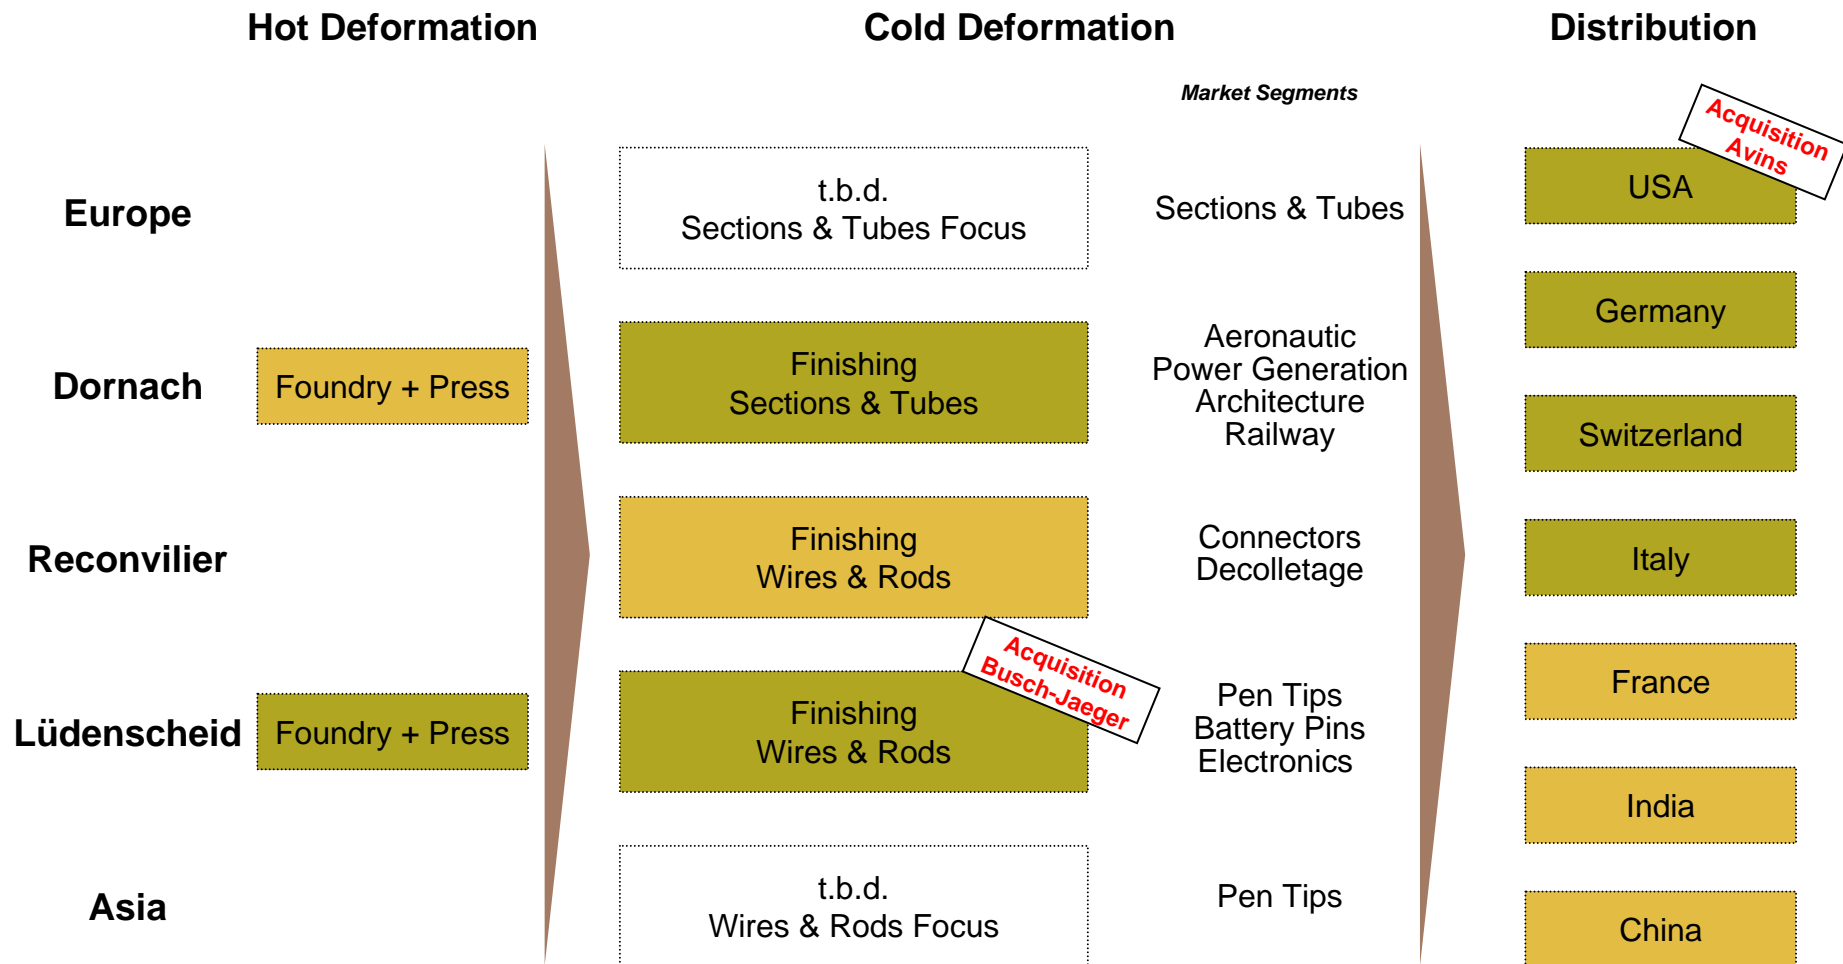 Hot Deformation
Cold Deformation
Distribution
Market Segments
Europe
t.b.d.
Sections & Tubes Focus
Sections & Tubes
Dornach
Foundry + Press
Finishing
Sections & Tubes
Aeronautic
Power Generation
Architecture
Railway
Reconvilier
Finishing
Wires & Rods
Connectors
Decolletage
Lüdenscheid
Foundry + Press
Finishing
Wires & Rods
Acquisition
Busch-Jaeger
Pen Tips
Battery Pins
Electronics
Asia
t.b.d.
Wires & Rods Focus
Pen Tips
Acquisition
Avins
USA
Germany
Switzerland
Italy
France
India
China